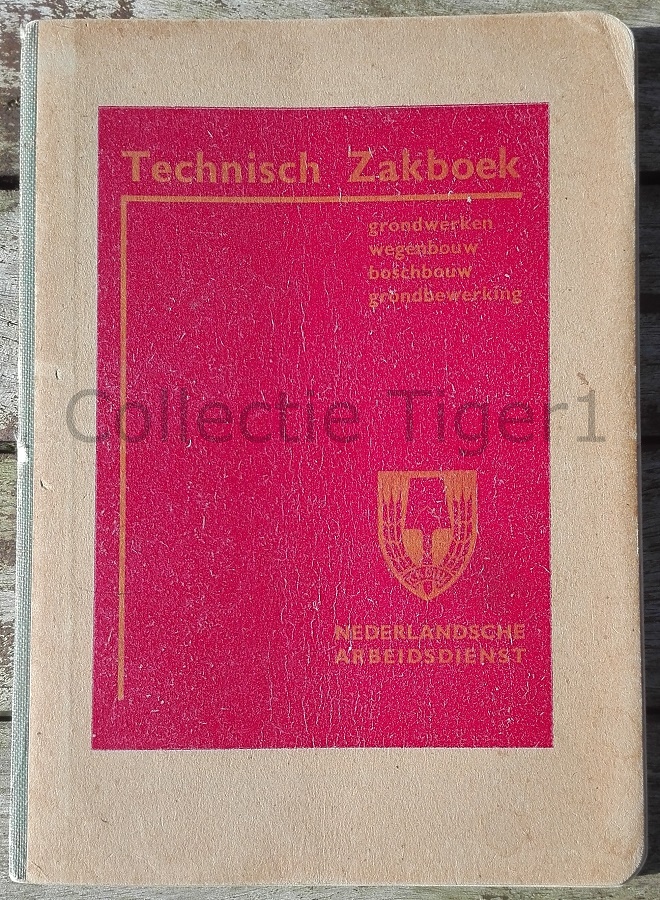 Technisch Zakboek
grondwerken
wegenbouw
boschbouw
grondbewerking
Collectie Tiger1
NEDERLANDSCHE
ARBEIDSDIENST